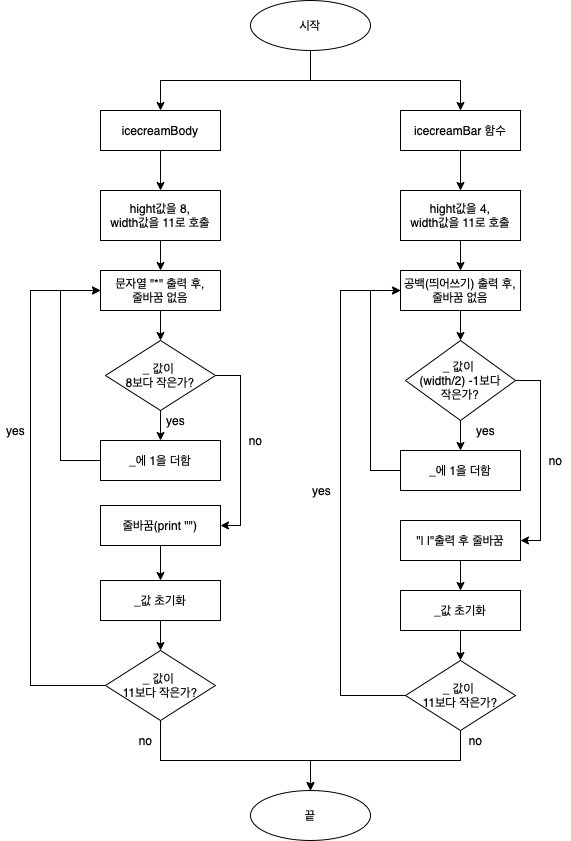 시작
icecreamBody
hight값을 8,
width값을 11로 호출
문자열 "*" 출력 후,
줄바꿈 없음
_ 값이
8보다 작은가?
yes
no
_에 1을 더함
yes
줄바꿈(print "")
_값 초기화
_ 값이
11보다 작은가?
no
icecreamBar 함수
hight값을 4,
width값을 11로 호출
공백(띄어쓰기) 출력 후,
줄바꿈 없음
_ 값이
(width/2) -1보다
작은가?
yes
no
_에 1을 더함
yes
"| |"출력 후 줄바꿈
_값 초기화
_ 값이
11보다 작은가?
no
끝